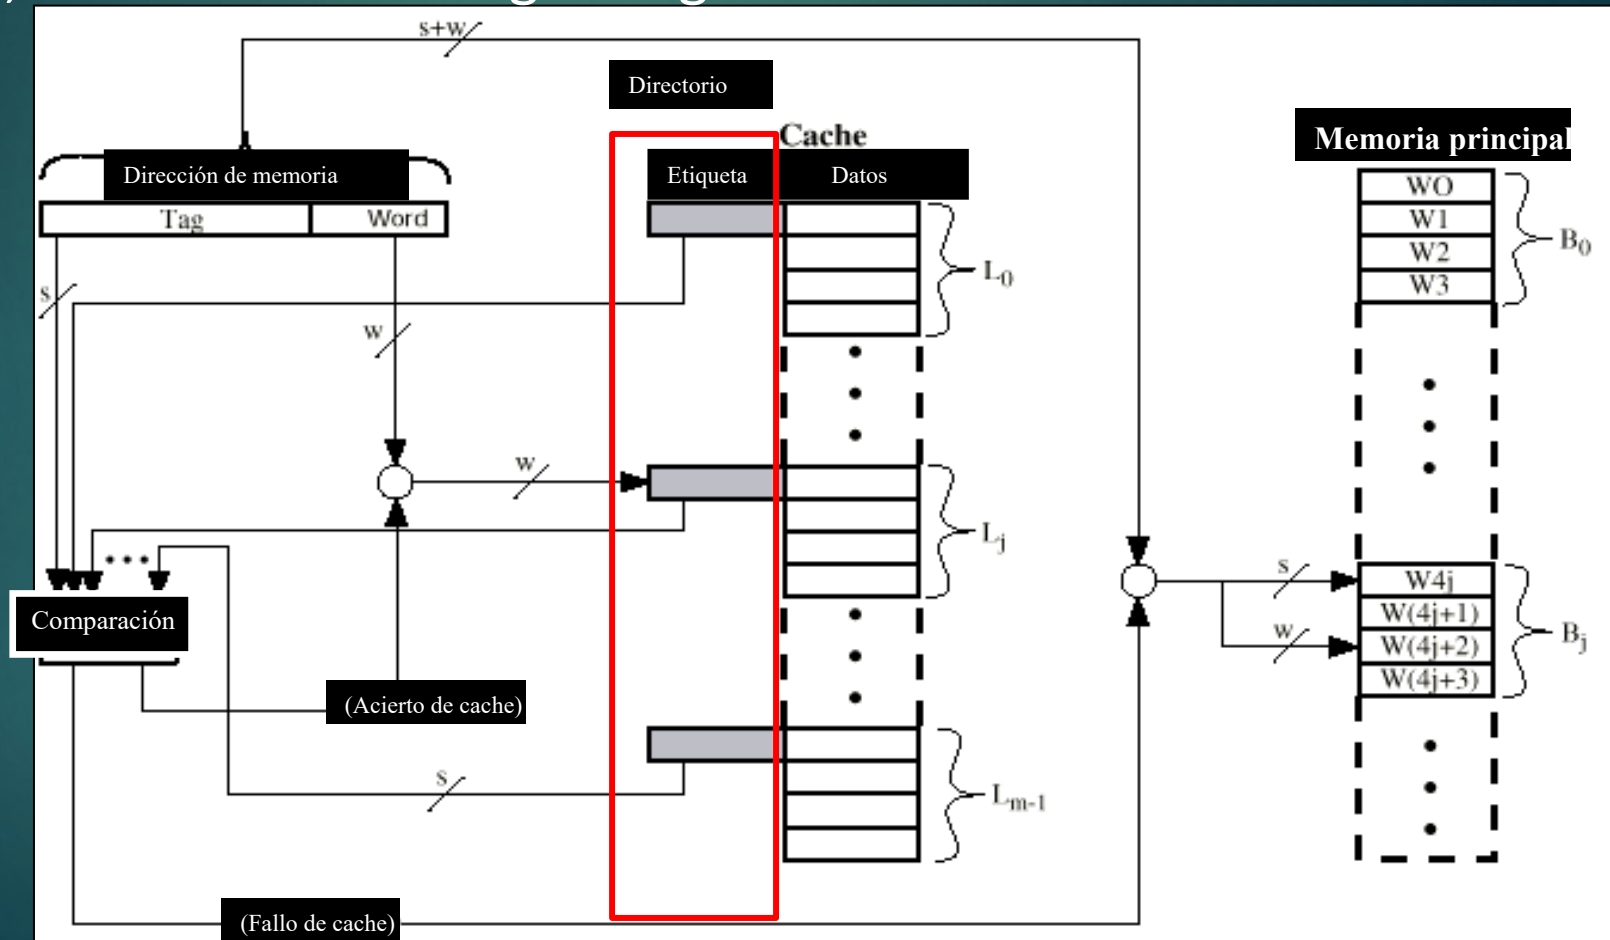 s+w
Directorio
Cache
Memoria principal
Dirección de memoria
Etiqueta Datos
Tag Word
W0
W1
W2
W3
B0
L0
s
w
w
Lj
s
W4j
W(4j+1)
W(4j+2)
W(4j+3)
w
Bj
Comparación
(Acierto de cache)
s
Lm-1
(Fallo de cache)